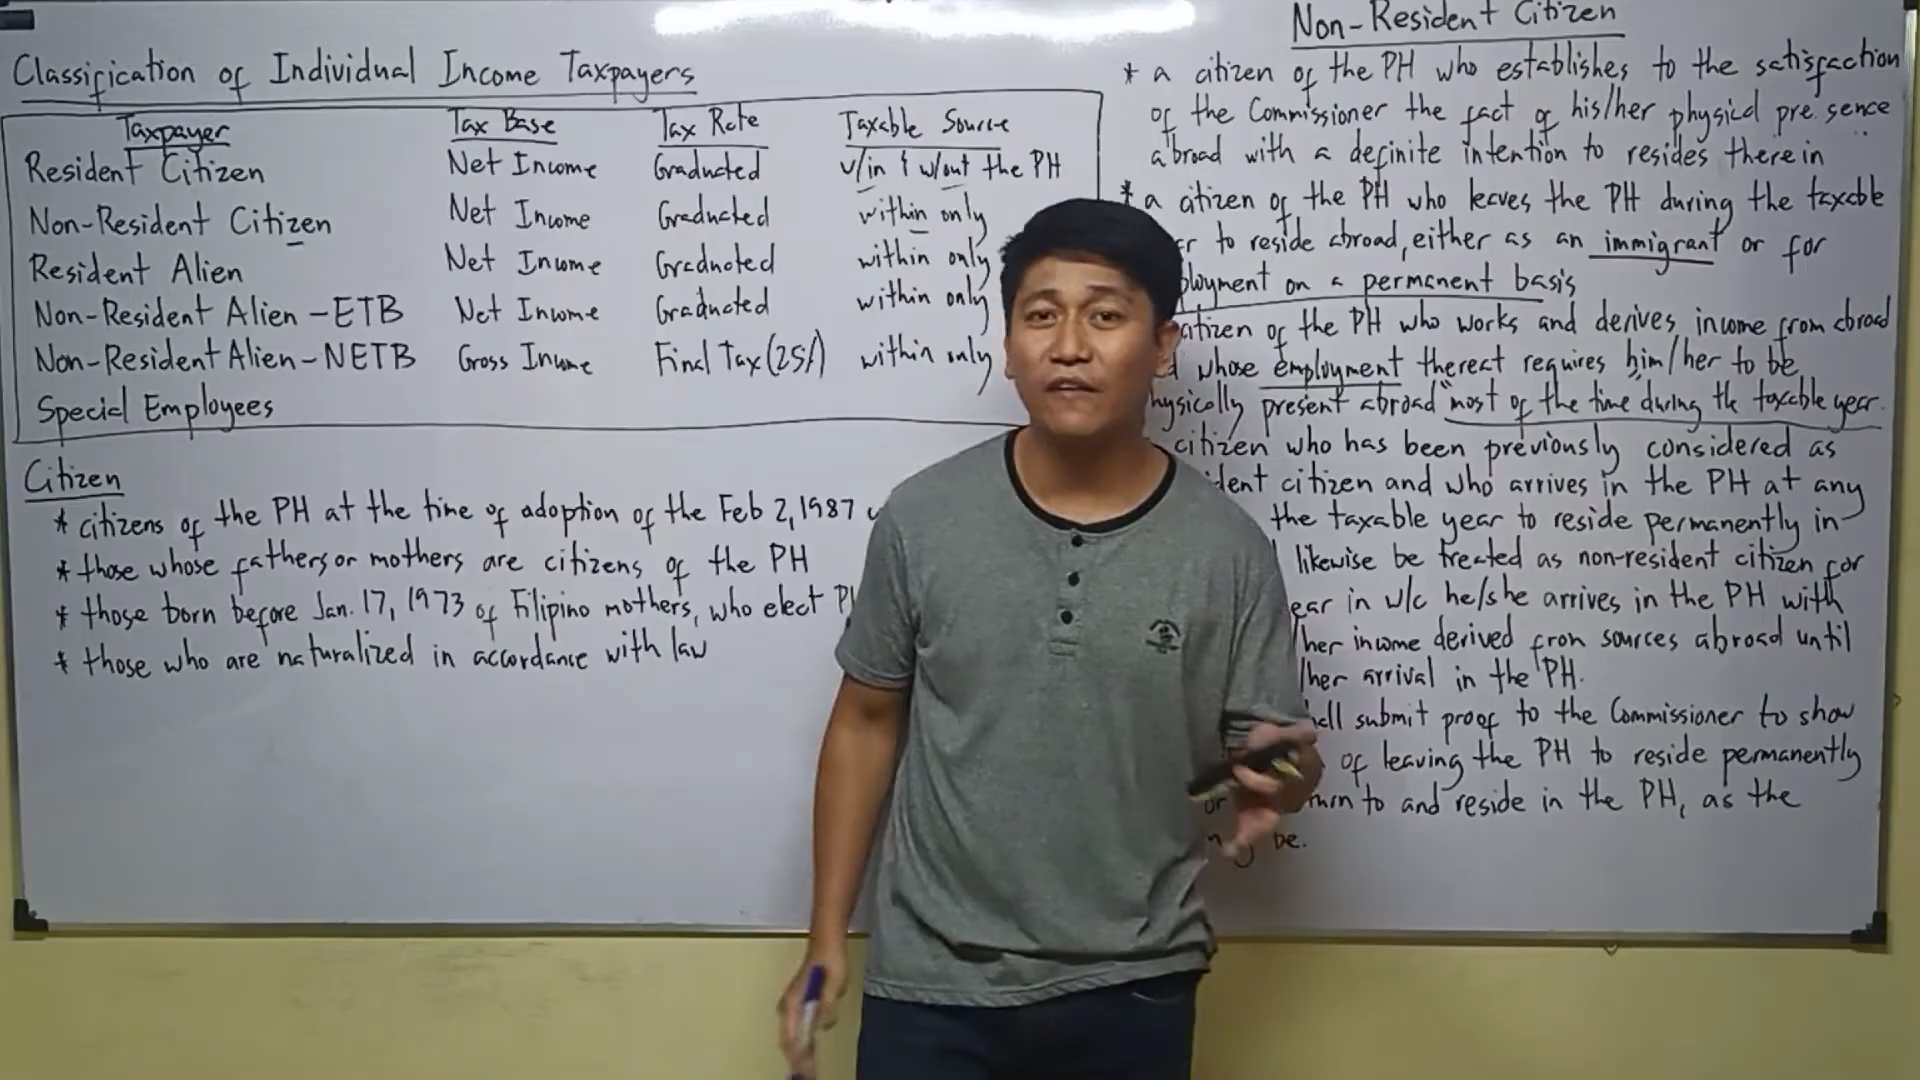 Classification of Individual Income Taxpayers
Taxpayer Tax Base Tax Rate Taxable Source
Resident Citizen Net Income Graduated w/in & w/out the PH
Non-Resident Citizen Net Income Graduated within only
Resident Alien Net Income Graduated within only
Non-Resident Alien - ETB Net Income Graduated within only
Non-Resident Alien - NETB Gross Income Final Tax (25%) within only
Special Employees
Citizen
* citizens of the PH at the time of adoption of the Feb 2, 1987
* those whose fathers or mothers are citizens of the PH
* those born before Jan. 17, 1973 of Filipino mothers, who elect
* those who are naturalized in accordance with law
Non-Resident Citizen
* a citizen of the PH who establishes to the satisfaction
of the Commissioner the fact of his/her physical presence
abroad with a definite intention to resides therein
* a citizen of the PH who leaves the PH during the taxable
to reside abroad, either as an immigrant or for
on a permanent basis
citizen of the PH who works and derives income from abroad
whose employment thereat requires him/her to be
physically present abroad "most of the time" during the taxable year.
citizen who has been previously considered as
citizen and who arrives in the PH at any
the taxable year to reside permanently in
likewise be treated as non-resident citizen for
in w/c he/she arrives in the PH with
/her income derived from sources abroad until
/her arrival in the PH.
submit proof to the Commissioner to show
of leaving the PH to reside permanently
or to and reside in the PH, as the
be.